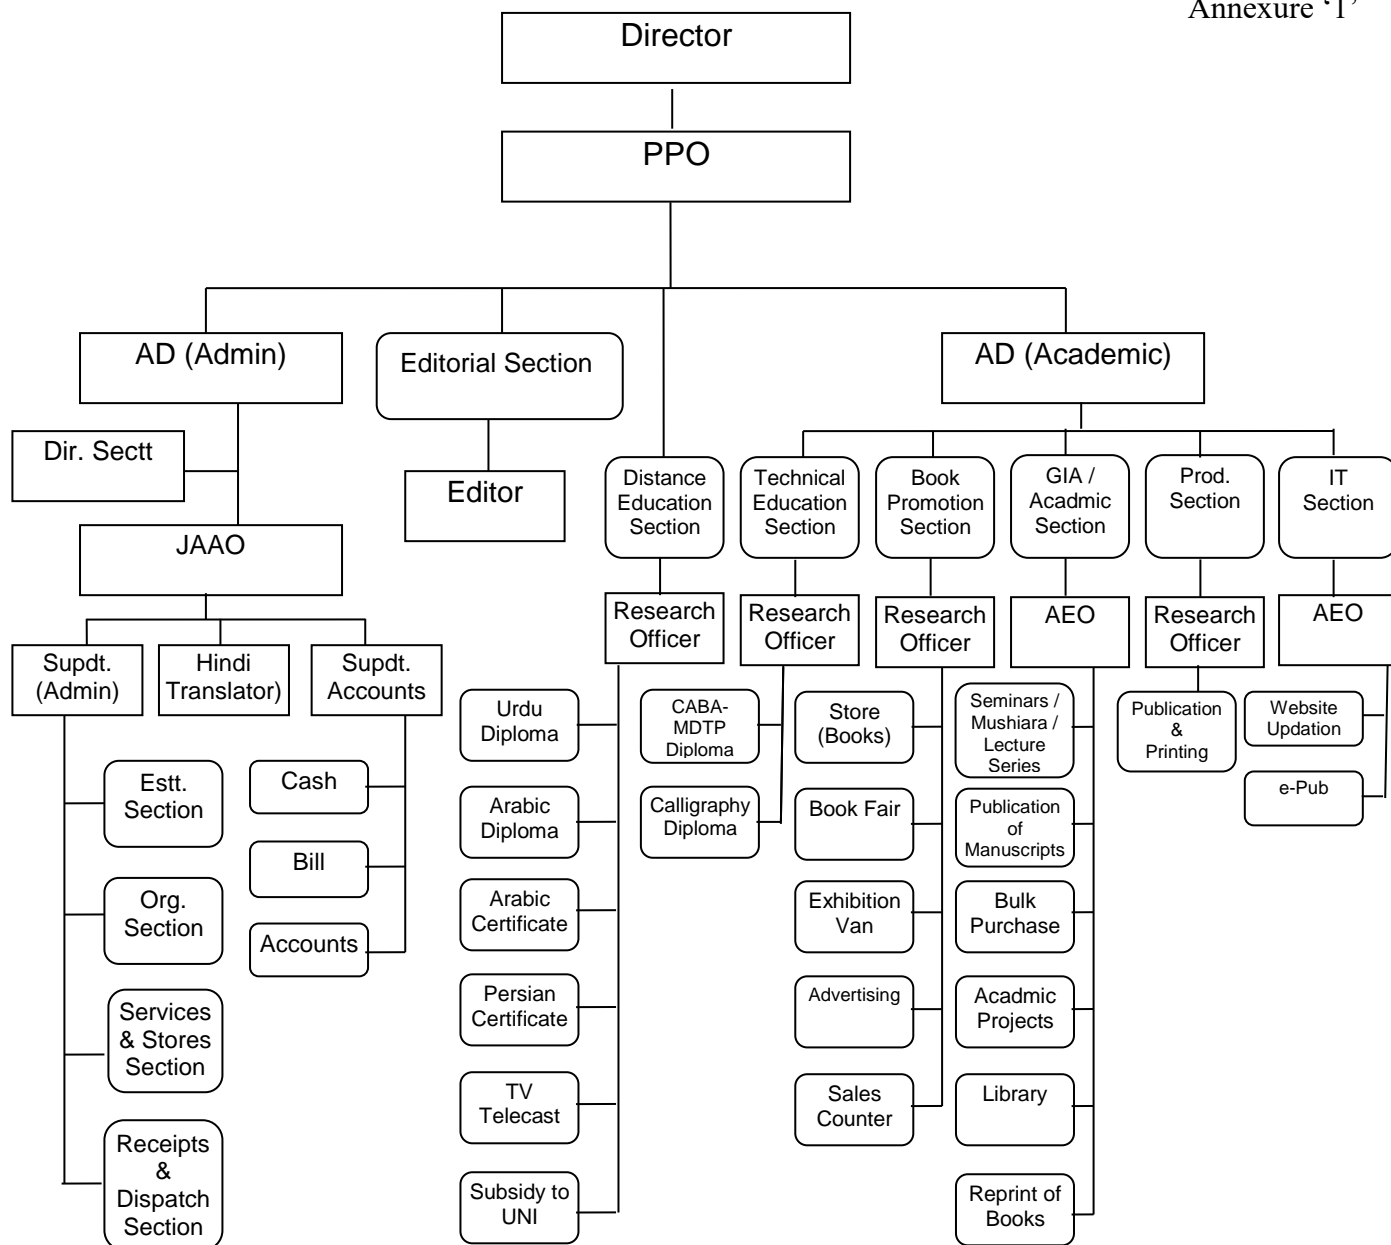 Annexure ‘1’
Director
PPO
AD (Admin)
Editorial Section
AD (Academic)
Dir. Sectt
Editor
Distance
Education
Section
Technical
Education
Section
Book
Promotion
Section
GIA /
Acadmic
Section
Prod.
Section
IT
Section
JAAO
Research
Officer
Research
Officer
Research
Officer
AEO
Research
Officer
AEO
Supdt.
(Admin)
Hindi
Translator)
Supdt.
Accounts
Estt.
Section
Org.
Section
Services
& Stores
Section
Receipts
&
Dispatch
Section
Cash
Bill
Accounts
Urdu
Diploma
Arabic
Diploma
Arabic
Certificate
Persian
Certificate
TV
Telecast
Subsidy to
UNI
CABA-
MDTP
Diploma
Calligraphy
Diploma
Store
(Books)
Book Fair
Exhibition
Van
Advertising
Sales
Counter
Seminars /
Mushiara /
Lecture
Series
Publication
of
Manuscripts
Bulk
Purchase
Acadmic
Projects
Library
Reprint of
Books
Publication
&
Printing
Website
Updation
e-Pub